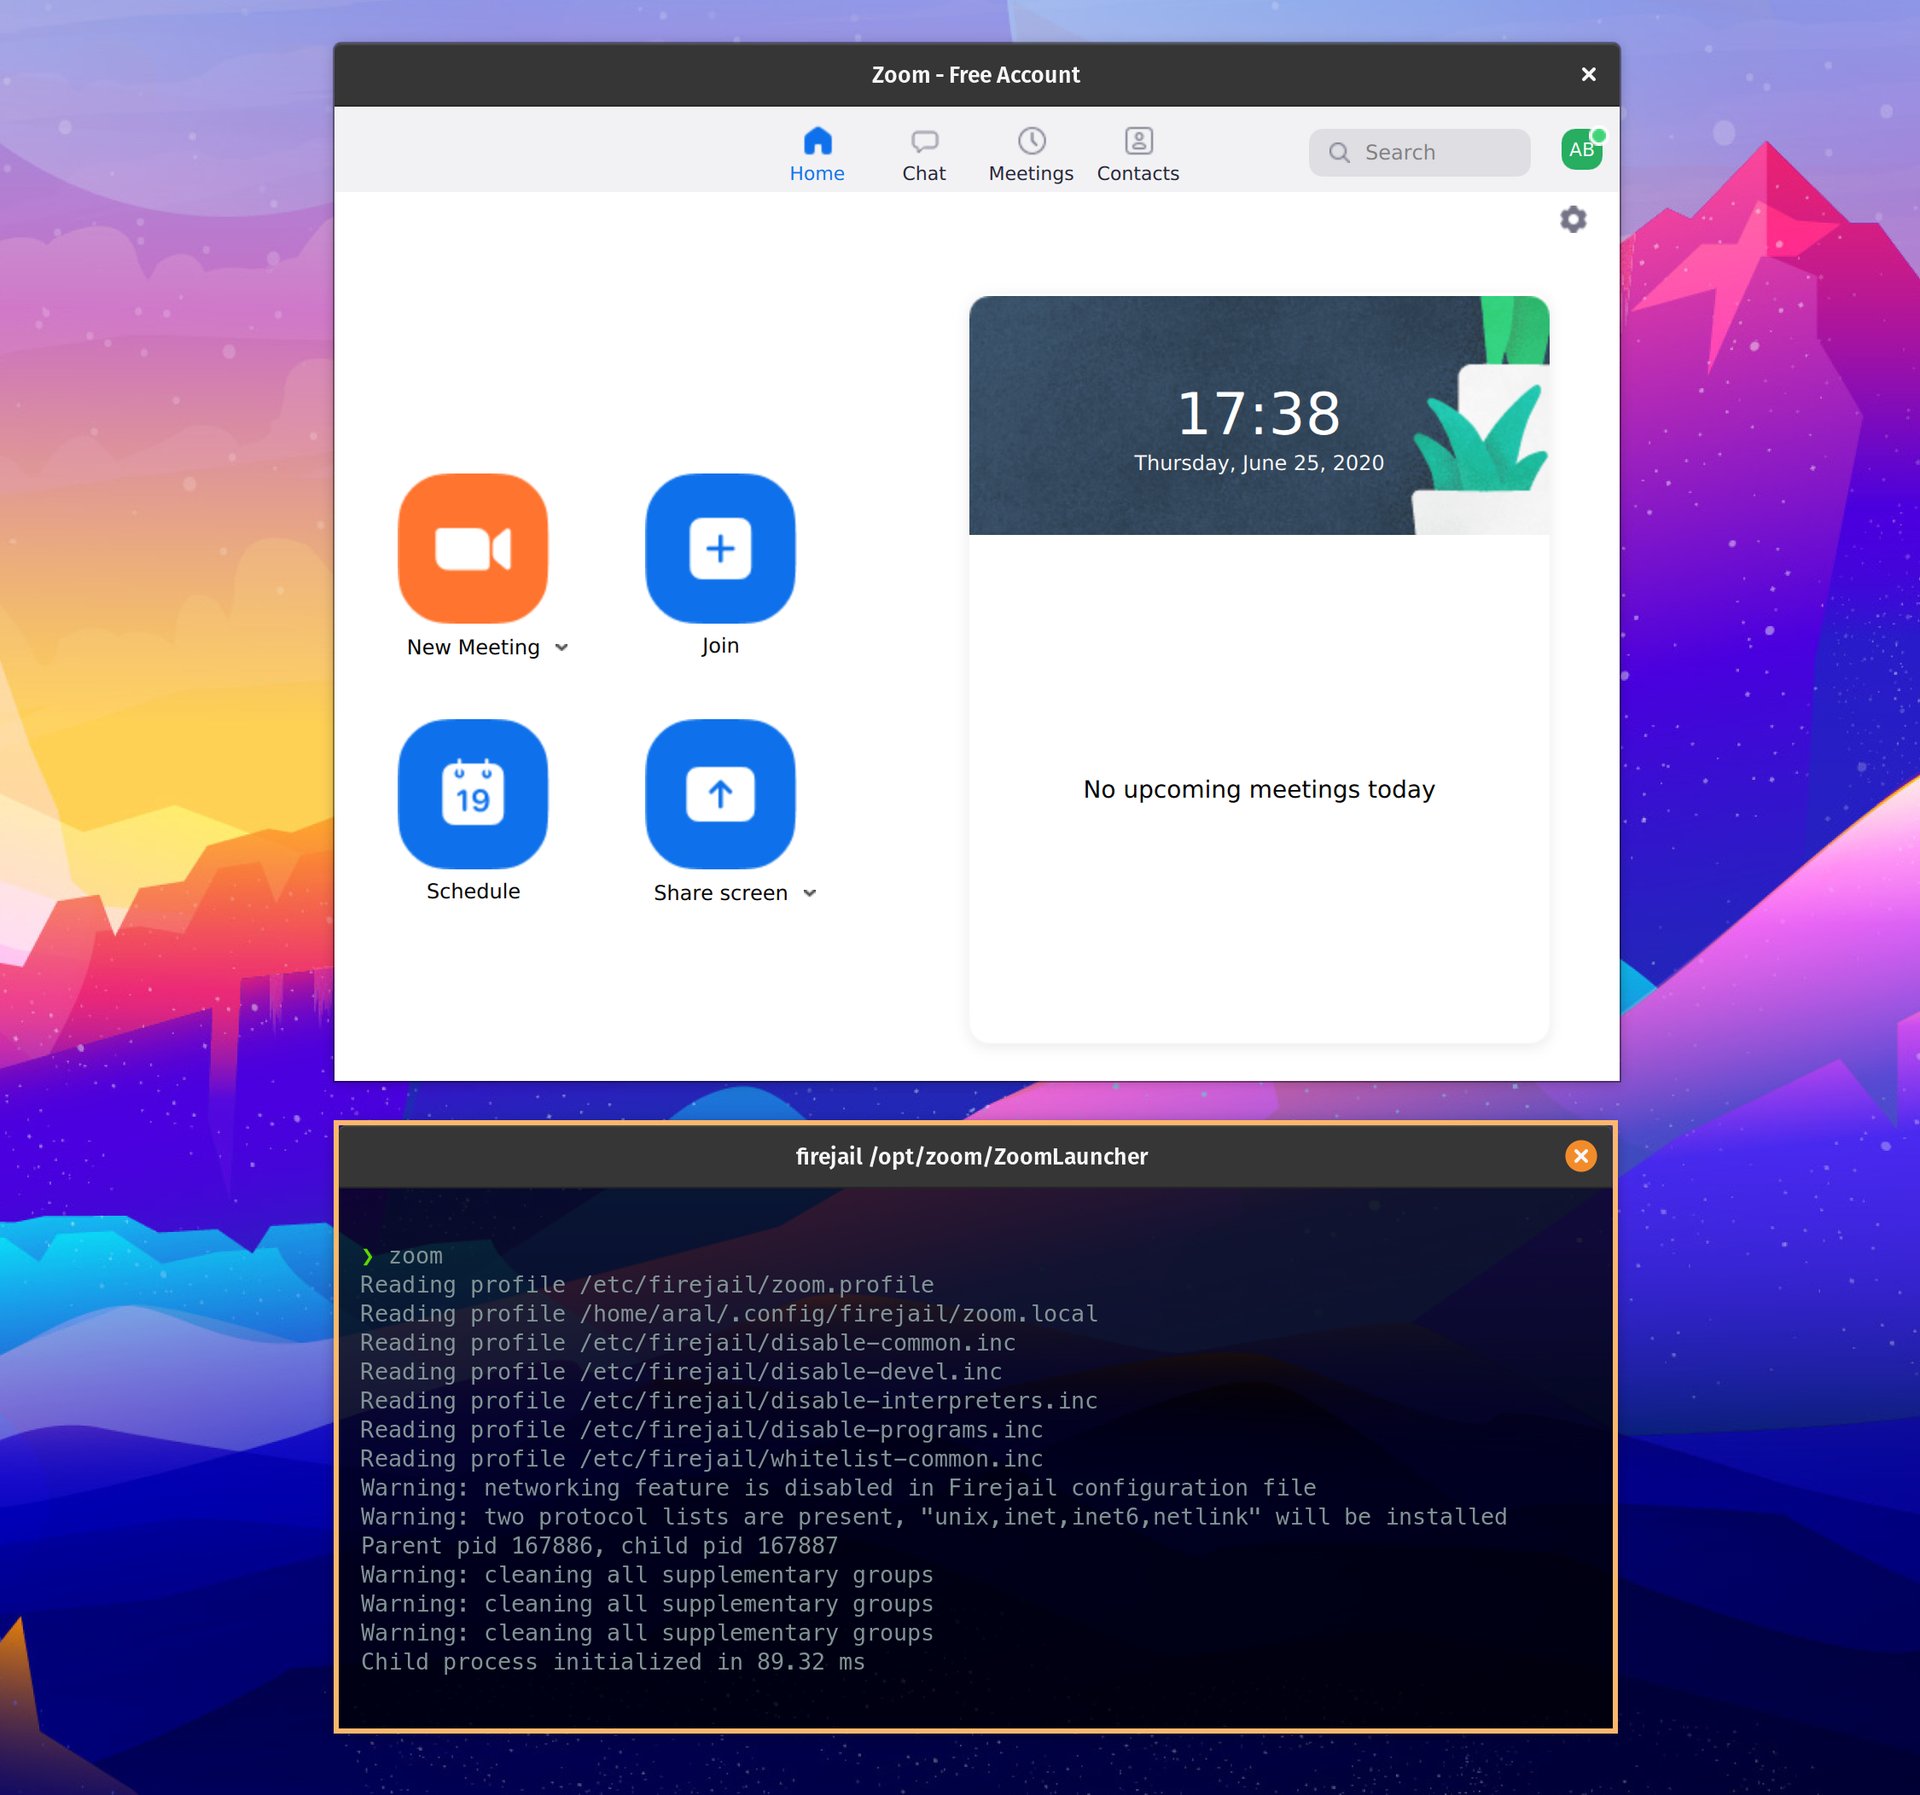 Zoom - Free Account
Home
Chat
Meetings
Contacts
Search
AB
17:38
Thursday, June 25, 2020
New Meeting
Join
19
Schedule
Share screen
No upcoming meetings today
firejail /opt/zoom/ZoomLauncher
❯ zoom
Reading profile /etc/firejail/zoom.profile
Reading profile /home/aral/.config/firejail/zoom.local
Reading profile /etc/firejail/disable-common.inc
Reading profile /etc/firejail/disable-devel.inc
Reading profile /etc/firejail/disable-interpreters.inc
Reading profile /etc/firejail/disable-programs.inc
Reading profile /etc/firejail/whitelist-common.inc
Warning: networking feature is disabled in Firejail configuration file
Warning: two protocol lists are present, "unix,inet,inet6,netlink" will be installed
Parent pid 167886, child pid 167887
Warning: cleaning all supplementary groups
Warning: cleaning all supplementary groups
Warning: cleaning all supplementary groups
Child process initialized in 89.32 ms